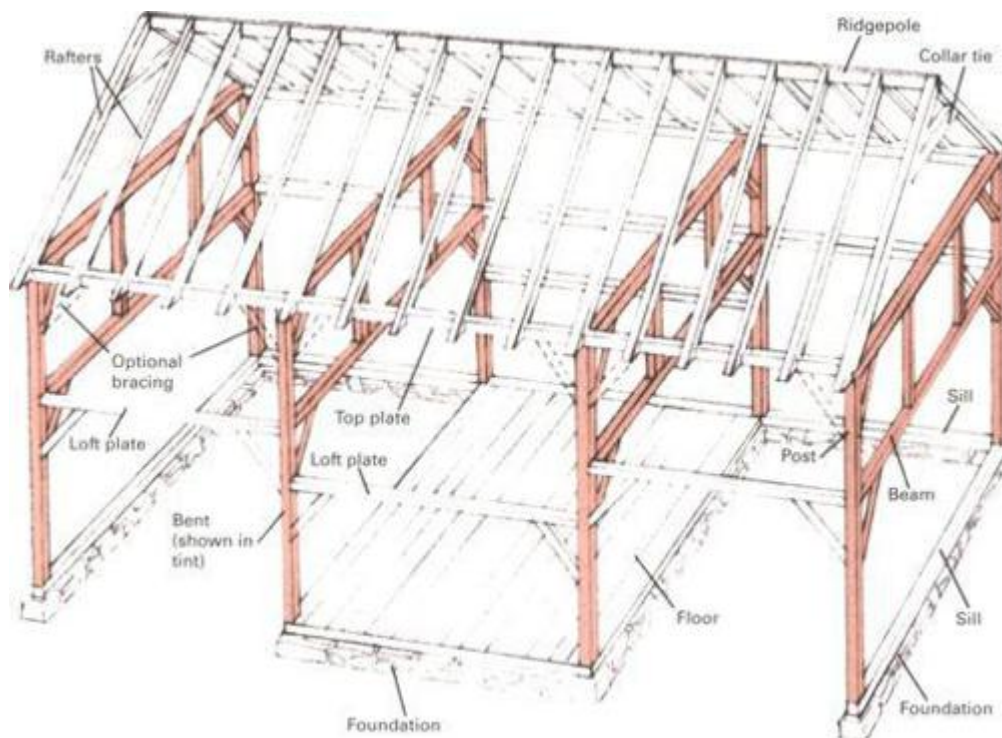 Ridgepole
Rafters
Collar tie
Optional
bracing
Top plate
Sill
Loft plate
Loft plate
Post
Beam
Bent
(shown in
tint)
Floor
Sill
Foundation
Foundation